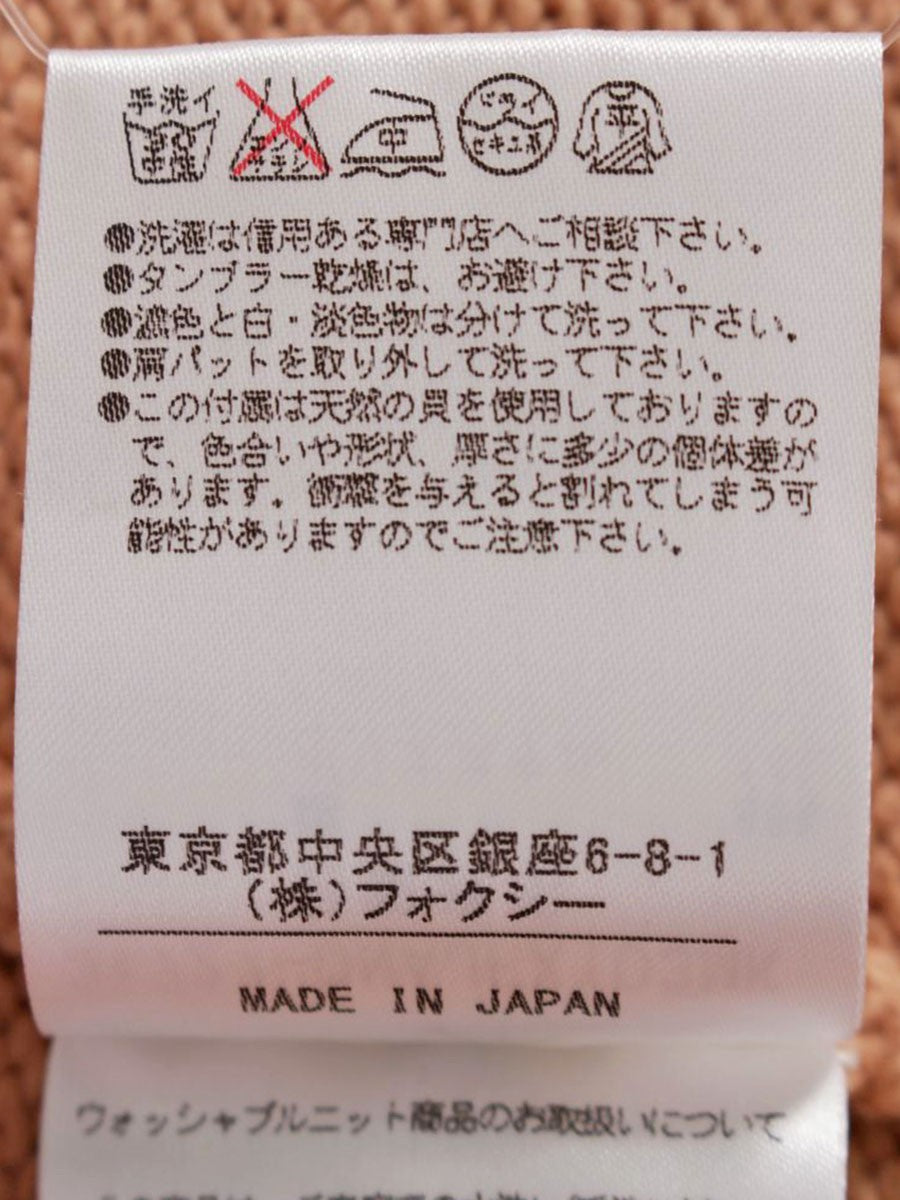 手洗イ
中性
エンソサラシ
中
ドライ
セキユ系
平
●洗濯は信用ある専門店へご相談下さい。
●タンブラー乾燥は、お避け下さい。
●濃色と白・淡色物は分けて洗って下さい。
●肩パットを取り外して洗って下さい。
●この付属は天然の貝を使用しておりますの
で、色合いや形状、厚さに多少の個体差が
あります。衝撃を与えると割れてしまう可
能性がありますのでご注意下さい。
東京都中央区銀座6-8-1
(株)フォクシー
MADE IN JAPAN
ウォッシャブルニット商品のお取扱いについて